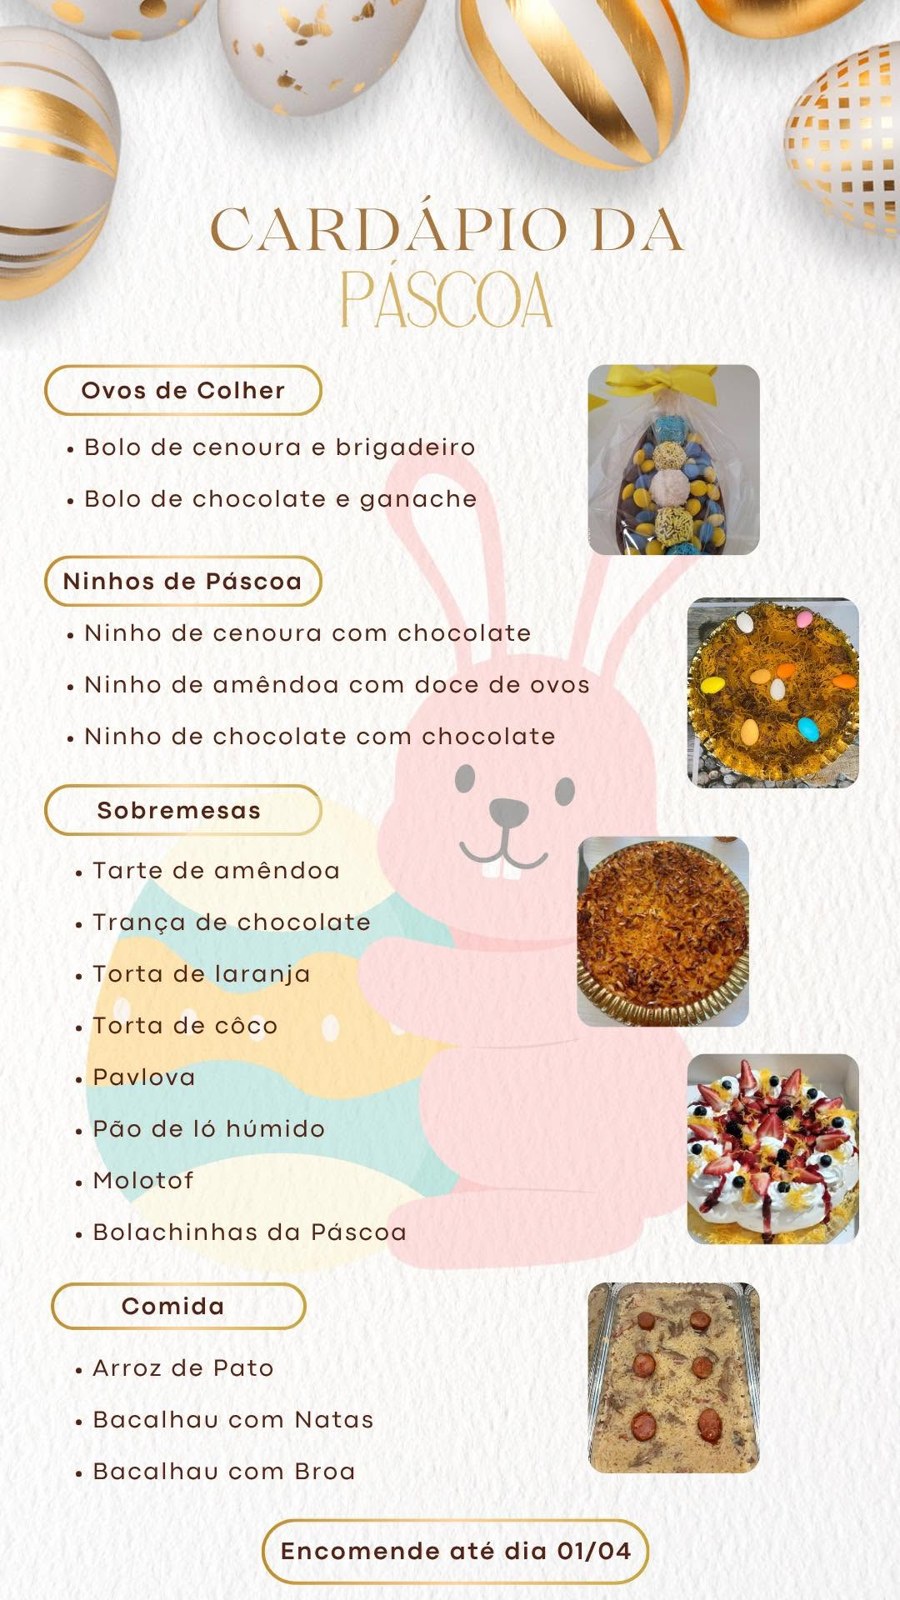 CARDÁPIO DA
PÁSCOA
Ovos de Colher
• Bolo de cenoura e brigadeiro
• Bolo de chocolate e ganache
Ninhos de Páscoa
• Ninho de cenoura com chocolate
• Ninho de amêndoa com doce de ovos
• Ninho de chocolate com chocolate
Sobremesas
• Tarte de amêndoa
• Trança de chocolate
• Torta de laranja
• Torta de côco
• Pavlova
• Pão de ló húmido
• Molotof
• Bolachinhas da Páscoa
Comida
• Arroz de Pato
• Bacalhau com Natas
• Bacalhau com Broa
Encomende até dia 01/04